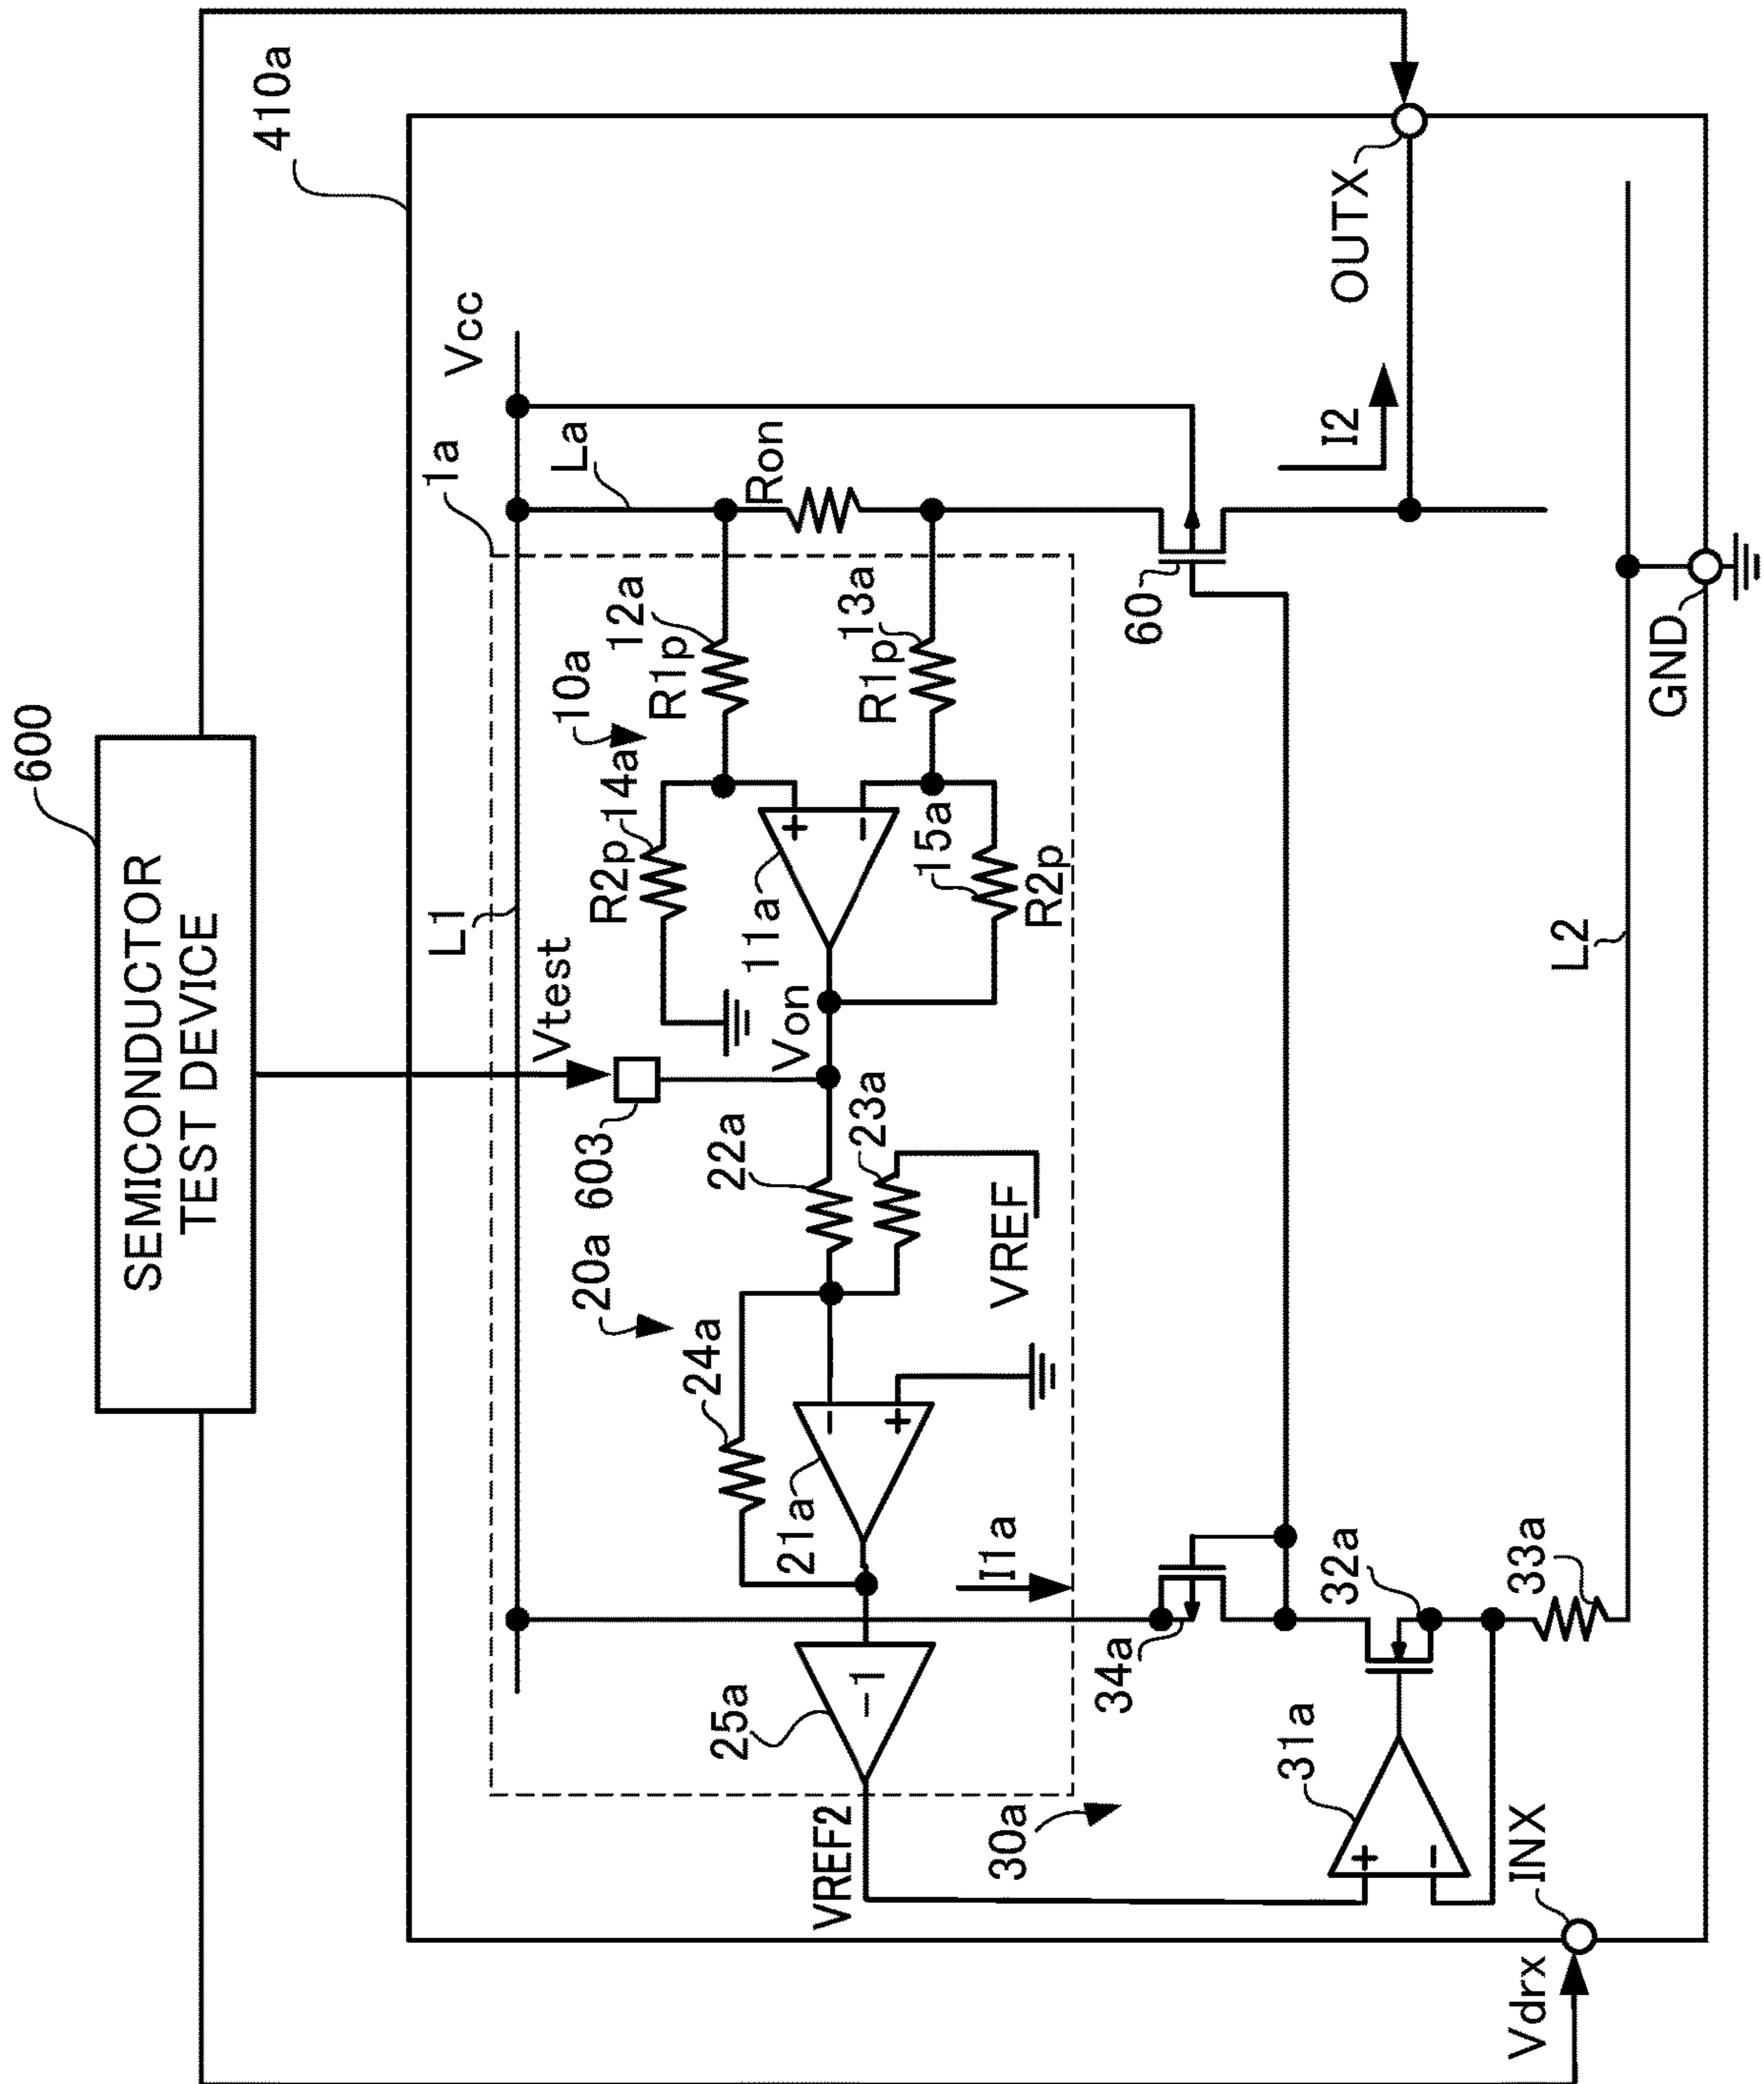 SEMICONDUCTOR
TEST DEVICE
600
410a
Vcc
1a
La
Ron
L1
Vtest
12a
R1p
10a
13a
R1p
14a
R2p
15a
R2p
11a
Von
603
22a
23a
20a
VREF
24a
21a
25a
-1
VREF2
I1a
60
I2
OUTX
GND
L2
34a
32a
33a
31a
30a
INX
Vdrx
+
-
-
+
+
-